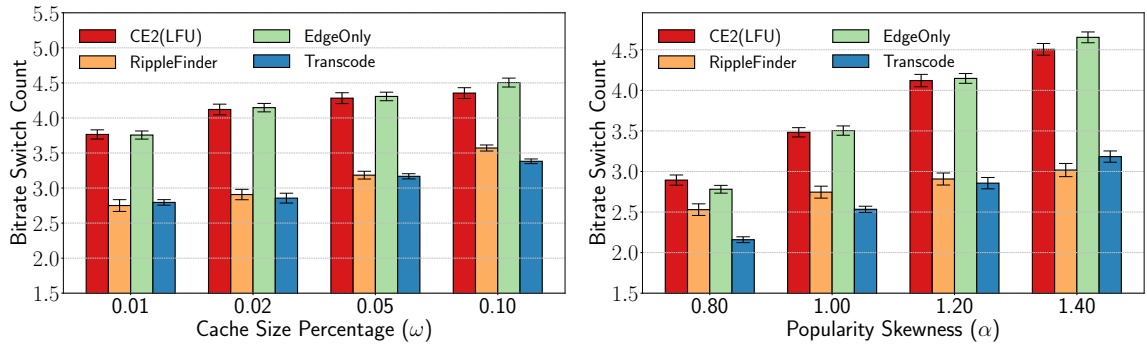 5.5
5.0
4.5
4.0
3.5
3.0
2.5
2.0
1.5
Bitrate Switch Count
CE2(LFU)
EdgeOnly
RippleFinder
Transcode
0.01
0.02
0.05
0.10
Cache Size Percentage (ω)
4.5
4.0
3.5
3.0
2.5
2.0
1.5
Bitrate Switch Count
CE2(LFU)
EdgeOnly
RippleFinder
Transcode
0.80
1.00
1.20
1.40
Popularity Skewness (α)